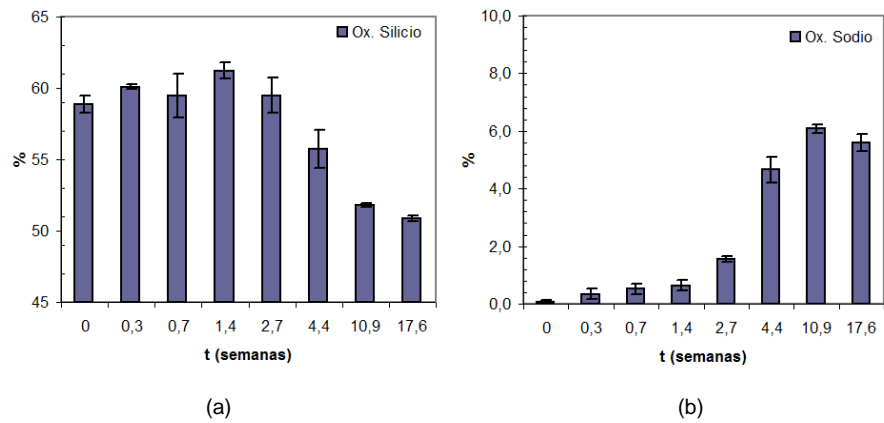 65
60
55
50
45
%
Ox. Silicio
0 0,3 0,7 1,4 2,7 4,4 10,9 17,6
t (semanas)
(a)
10,0
8,0
6,0
4,0
2,0
0,0
%
Ox. Sodio
0 0,3 0,7 1,4 2,7 4,4 10,9 17,6
t (semanas)
(b)